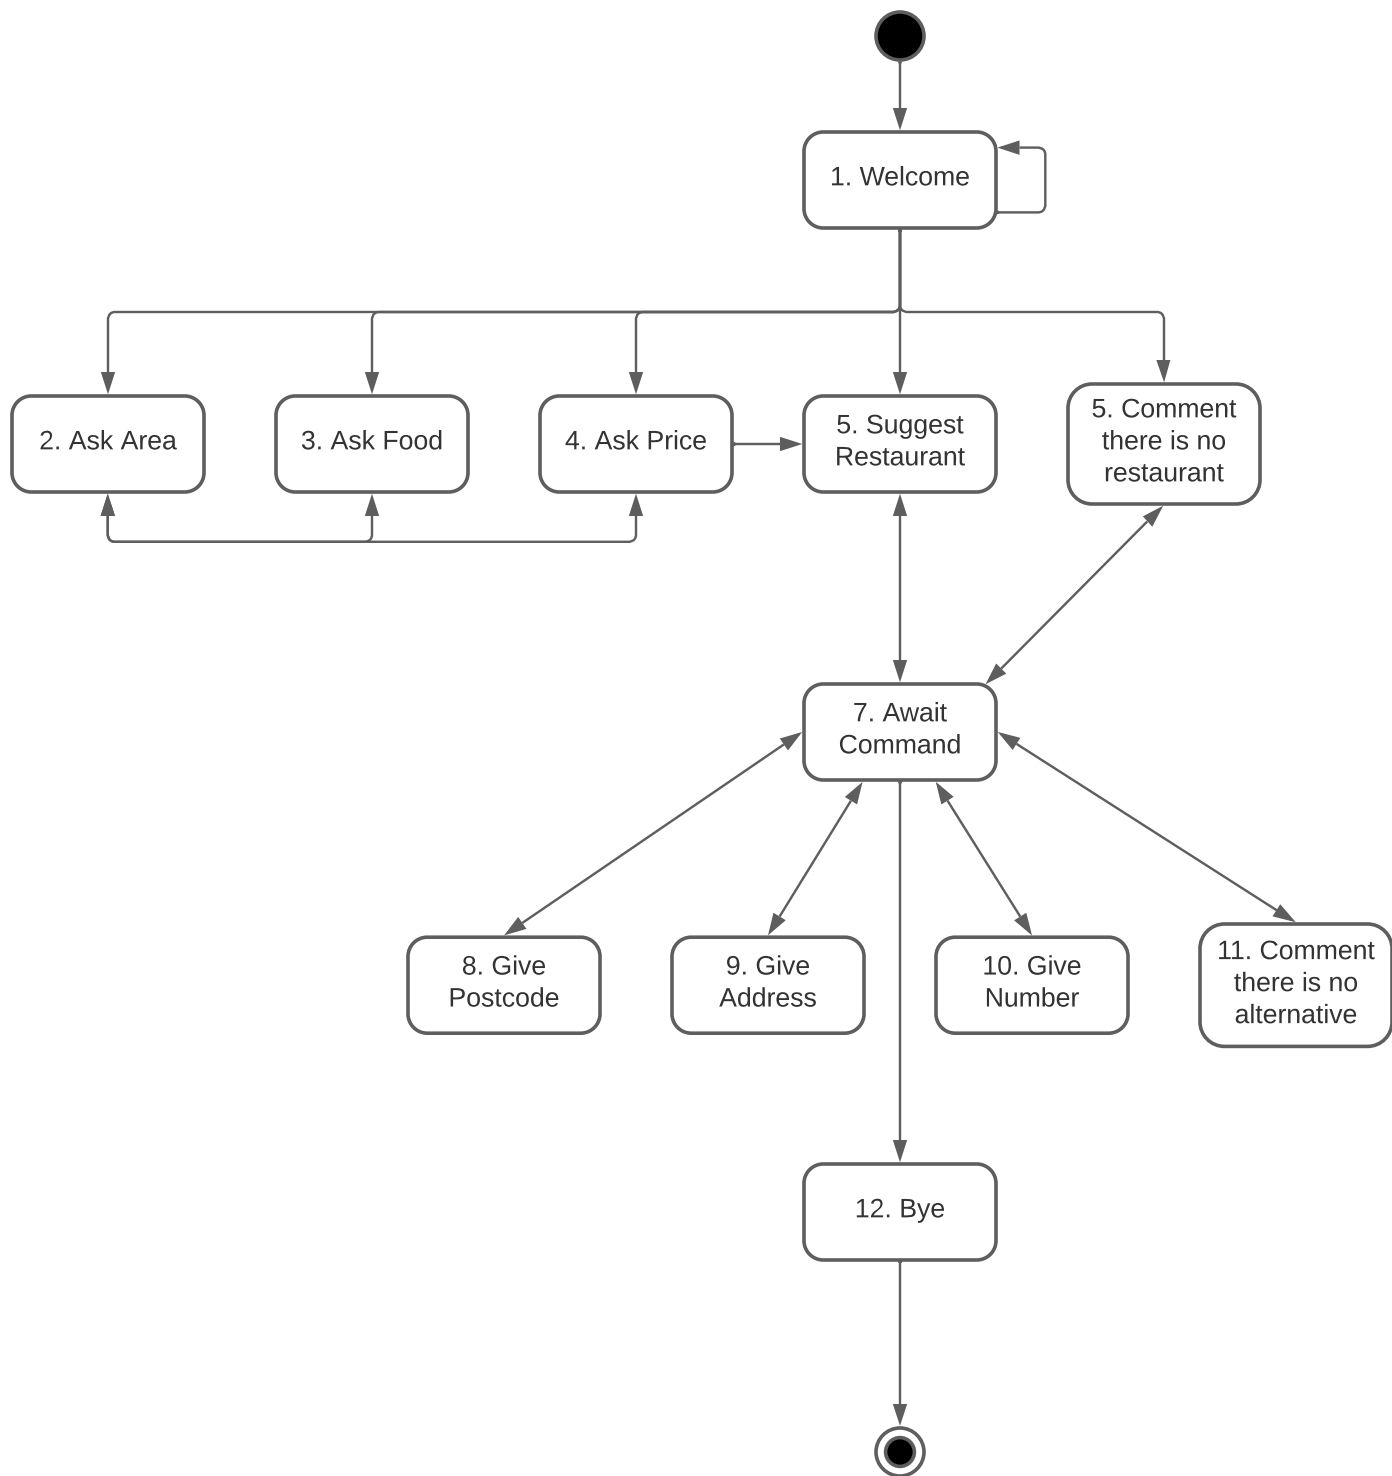 1. Welcome
2. Ask Area
3. Ask Food
4. Ask Price
5. Suggest
Restaurant
5. Comment
there is no
restaurant
7. Await
Command
8. Give
Postcode
9. Give
Address
10. Give
Number
11. Comment
there is no
alternative
12. Bye